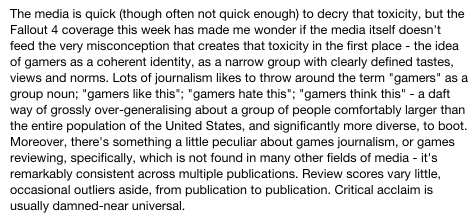 The media is quick (though often not quick enough) to decry that toxicity, but the
Fallout 4 coverage this week has made me wonder if the media itself doesn't
feed the very misconception that creates that toxicity in the first place - the idea
of gamers as a coherent identity, as a narrow group with clearly defined tastes,
views and norms. Lots of journalism likes to throw around the term "gamers" as a
group noun; "gamers like this"; "gamers hate this"; "gamers think this" - a daft
way of grossly over-generalising about a group of people comfortably larger than
the entire population of the United States, and significantly more diverse, to boot.
Moreover, there's something a little peculiar about games journalism, or games
reviewing, specifically, which is not found in many other fields of media - it's
remarkably consistent across multiple publications. Review scores vary little,
occasional outliers aside, from publication to publication. Critical acclaim is
usually damned-near universal.